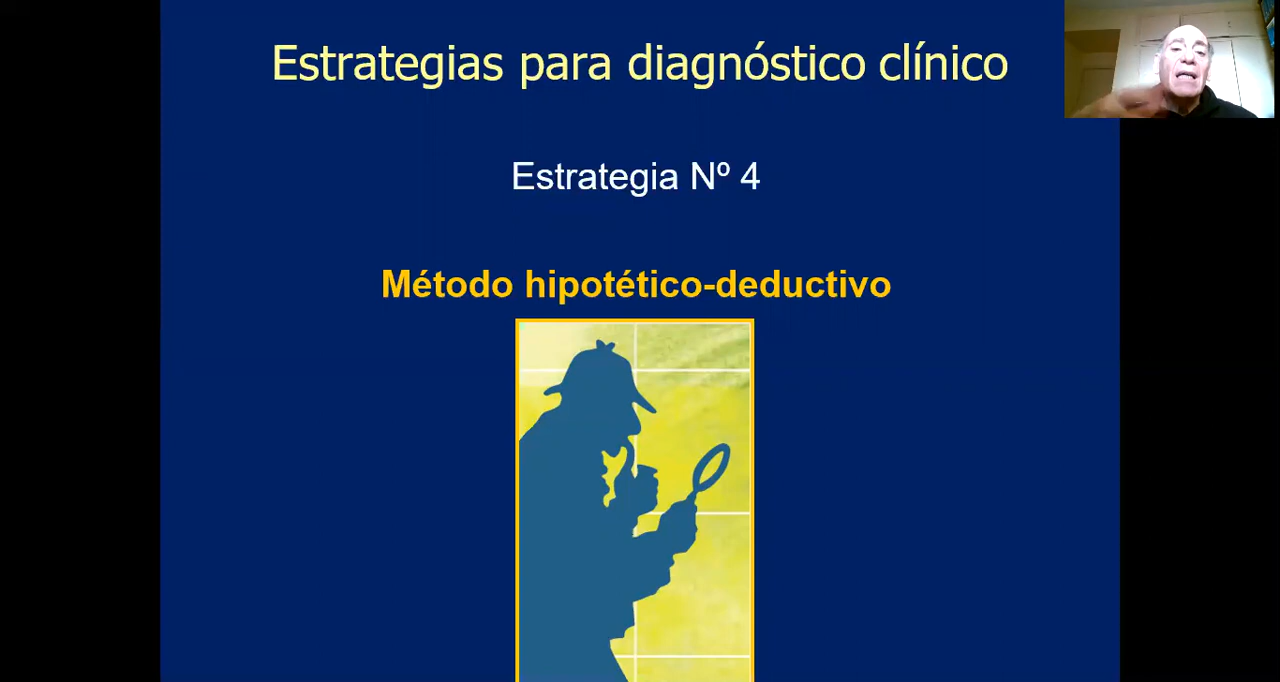 Estrategias para diagnóstico clínico
Estrategia Nº 4
Método hipotético-deductivo